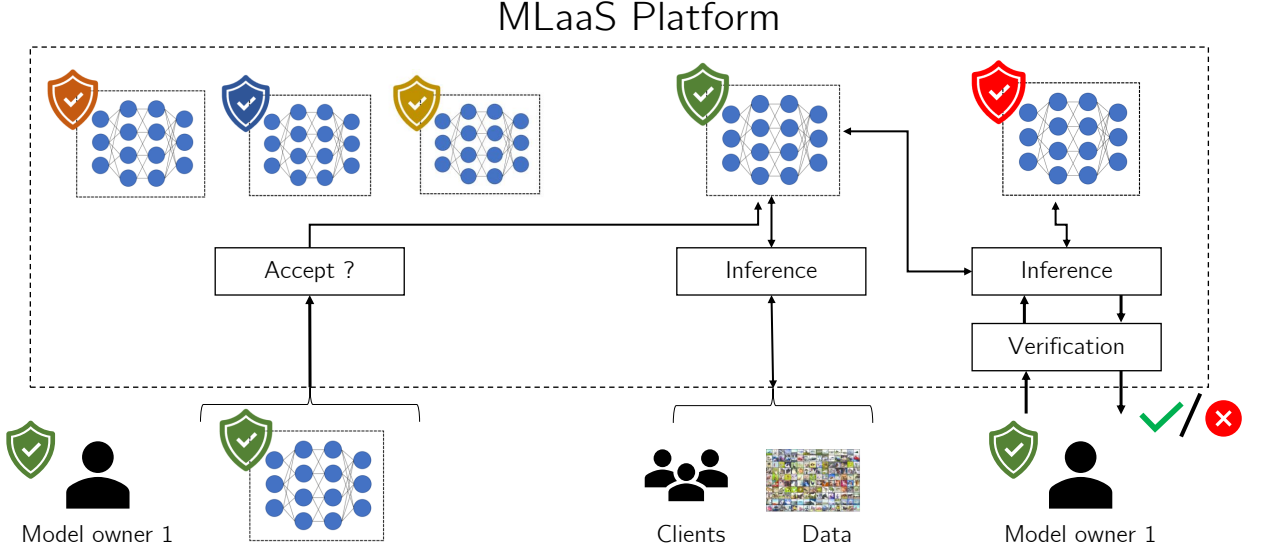 MLaaS Platform
Accept ?
Inference
Inference
Verification
Model owner 1
Clients
Data
Model owner 1